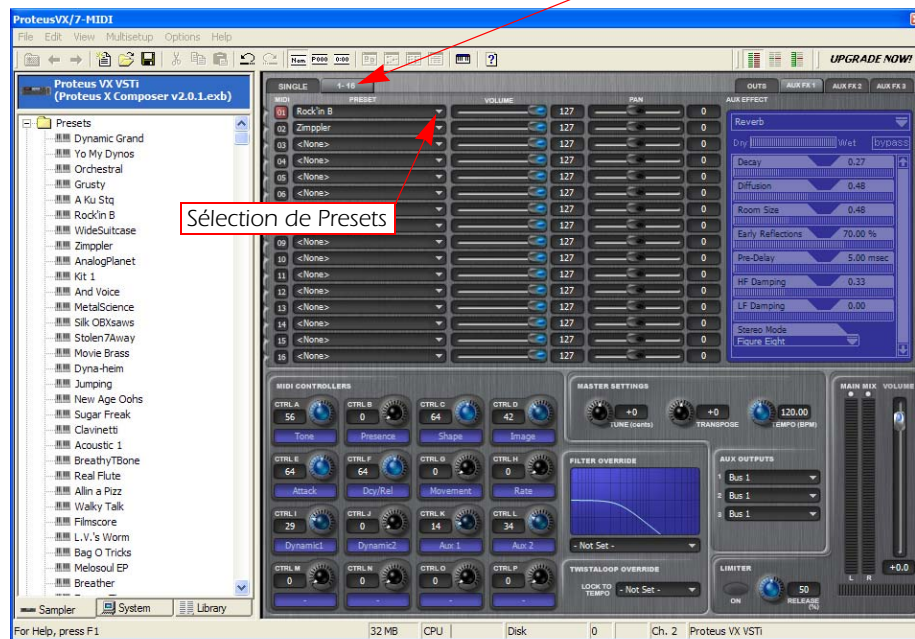 ProteusVX/7-MIDI
File Edit View Multisetup Options Help
Nam P000 0:00
UPGRADE NOW!
Proteus VX VSTi
(Proteus X Composer v2.0.1.exb)
Presets
Dynamic Grand
Yo My Dynos
Orchestral
Grusty
A Ku Stq
Rock'in B
WideSuitcase
Zimppler
AnalogPlanet
Kit 1
And Voice
MetalScience
Silk OBXsaws
Stolen7Away
Movie Brass
Dyna-heim
Jumping
New Age Oohs
Sugar Freak
Clavinetti
Acoustic 1
BreathyTBone
Real Flute
Allin a Pizz
Walky Talk
Filmscore
L.V.'s Worm
Bag O Tricks
Melosoul EP
Breather
Sampler System Library
SINGLE 1-16
MIDI PRESET VOLUME PAN
01 Rock'in B 127 0
02 Zimppler 127 0
03 <None> 127 0
04 <None> 127 0
05 <None> 127 0
06 <None> 127 0
Sélection de Presets
127 0
127 0
09 <None> 127 0
10 <None> 127 0
11 <None> 127 0
12 <None> 127 0
13 <None> 127 0
14 <None> 127 0
15 <None> 127 0
16 <None> 127 0
OUTS AUX FX 1 AUX FX 2 AUX FX 3
AUX EFFECT
Reverb
Dry Wet bypass
Decay 0.27
Diffusion 0.48
Room Size 0.48
Early Reflections 70.00 %
Pre-Delay 5.00 msec
HF Damping 0.33
LF Damping 0.00
Stereo Mode
Figure Eight
MIDI CONTROLLERS
CTRL A CTRL B CTRL C CTRL D
56 0 64 42
Tone Presence Shape Image
CTRL E CTRL F CTRL G CTRL H
64 64 0 0
Attack Dcy/Rel Movement Rate
CTRL I CTRL J CTRL K CTRL L
29 0 14 34
Dynamic1 Dynamic2 Aux 1 Aux 2
CTRL M CTRL N CTRL O CTRL P
0 0 0 0
- - - -
MASTER SETTINGS
+0 +0 120.00
TUNE (cents) TRANSPOSE TEMPO (BPM)
FILTER OVERRIDE
- Not Set -
TWISTALOOP OVERRIDE
LOCK TO
TEMPO - Not Set -
AUX OUTPUTS
1 Bus 1
2 Bus 1
3 Bus 1
LIMITER
ON 50
RELEASE
(%)
MAIN MIX VOLUME
L R +0.0
For Help, press F1 32 MB CPU Disk 0 Ch. 2 Proteus VX VSTi